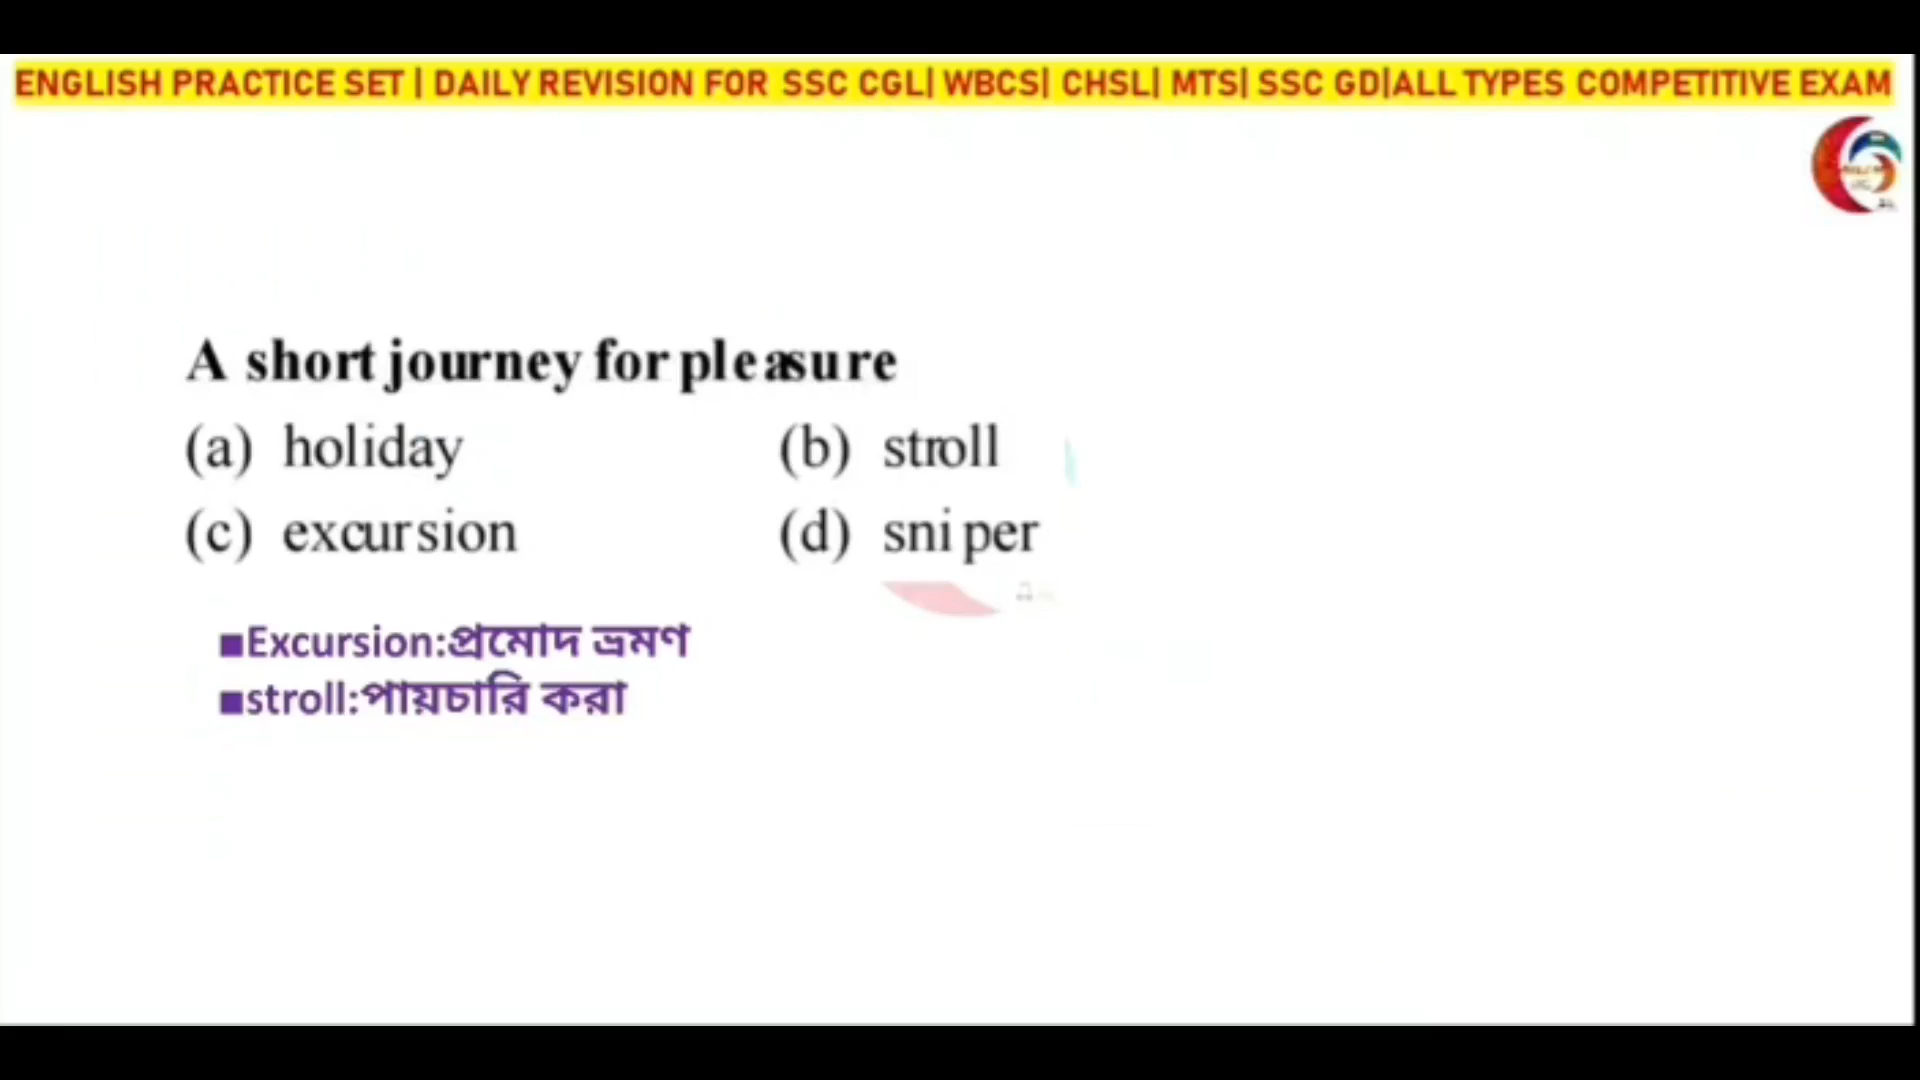 ENGLISH PRACTICE SET | DAILY REVISION FOR SSC CGL| WBCS| CHSL| MTS| SSC GD|ALL TYPES COMPETITIVE EXAM
A short journey for pleasure
(a) holiday (b) stroll
(c) excursion (d) sniper
■Excursion:প্রমোদ ভ্রমণ
■stroll:পায়চারি করা